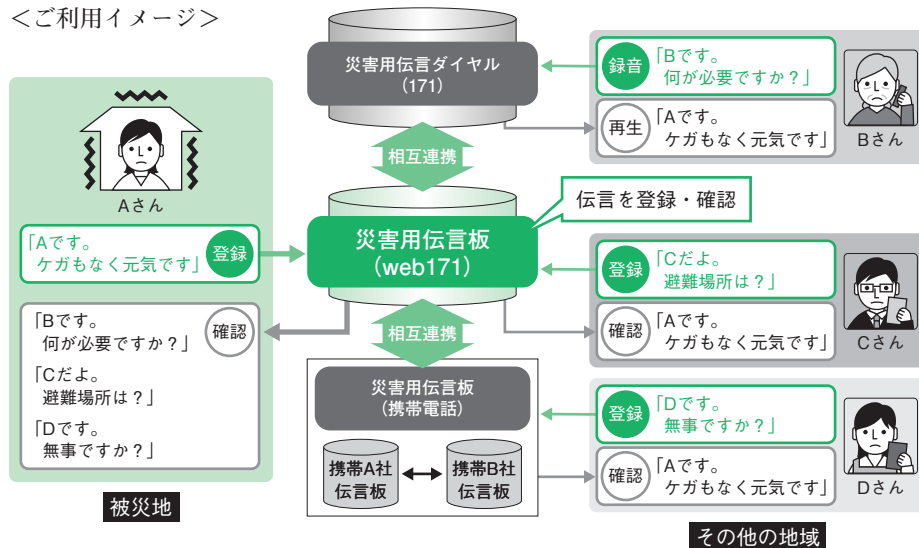 ＜ご利用イメージ＞
Aさん
「Aです。
ケガもなく元気です」
登録
「Bです。
何が必要ですか？」
確認
「Cだよ。
避難場所は？」
「Dです。
無事ですか？」
被災地
災害用伝言ダイヤル
（171）
相互連携
伝言を登録・確認
災害用伝言板
（web171）
相互連携
災害用伝言板
（携帯電話）
携帯A社
伝言板
携帯B社
伝言板
録音
「Bです。
何が必要ですか？」
再生
「Aです。
ケガもなく元気です」
Bさん
登録
「Cだよ。
避難場所は？」
確認
「Aです。
ケガもなく元気です」
Cさん
登録
「Dです。
無事ですか？」
確認
「Aです。
ケガもなく元気です」
Dさん
その他の地域